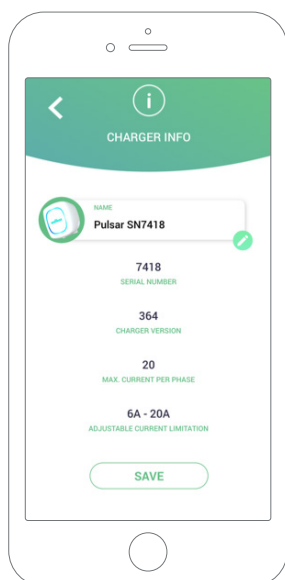 CHARGER INFO
NAME
Pulsar SN7418
7418
SERIAL NUMBER
364
CHARGER VERSION
20
MAX. CURRENT PER PHASE
6A - 20A
ADJUSTABLE CURRENT LIMITATION
SAVE